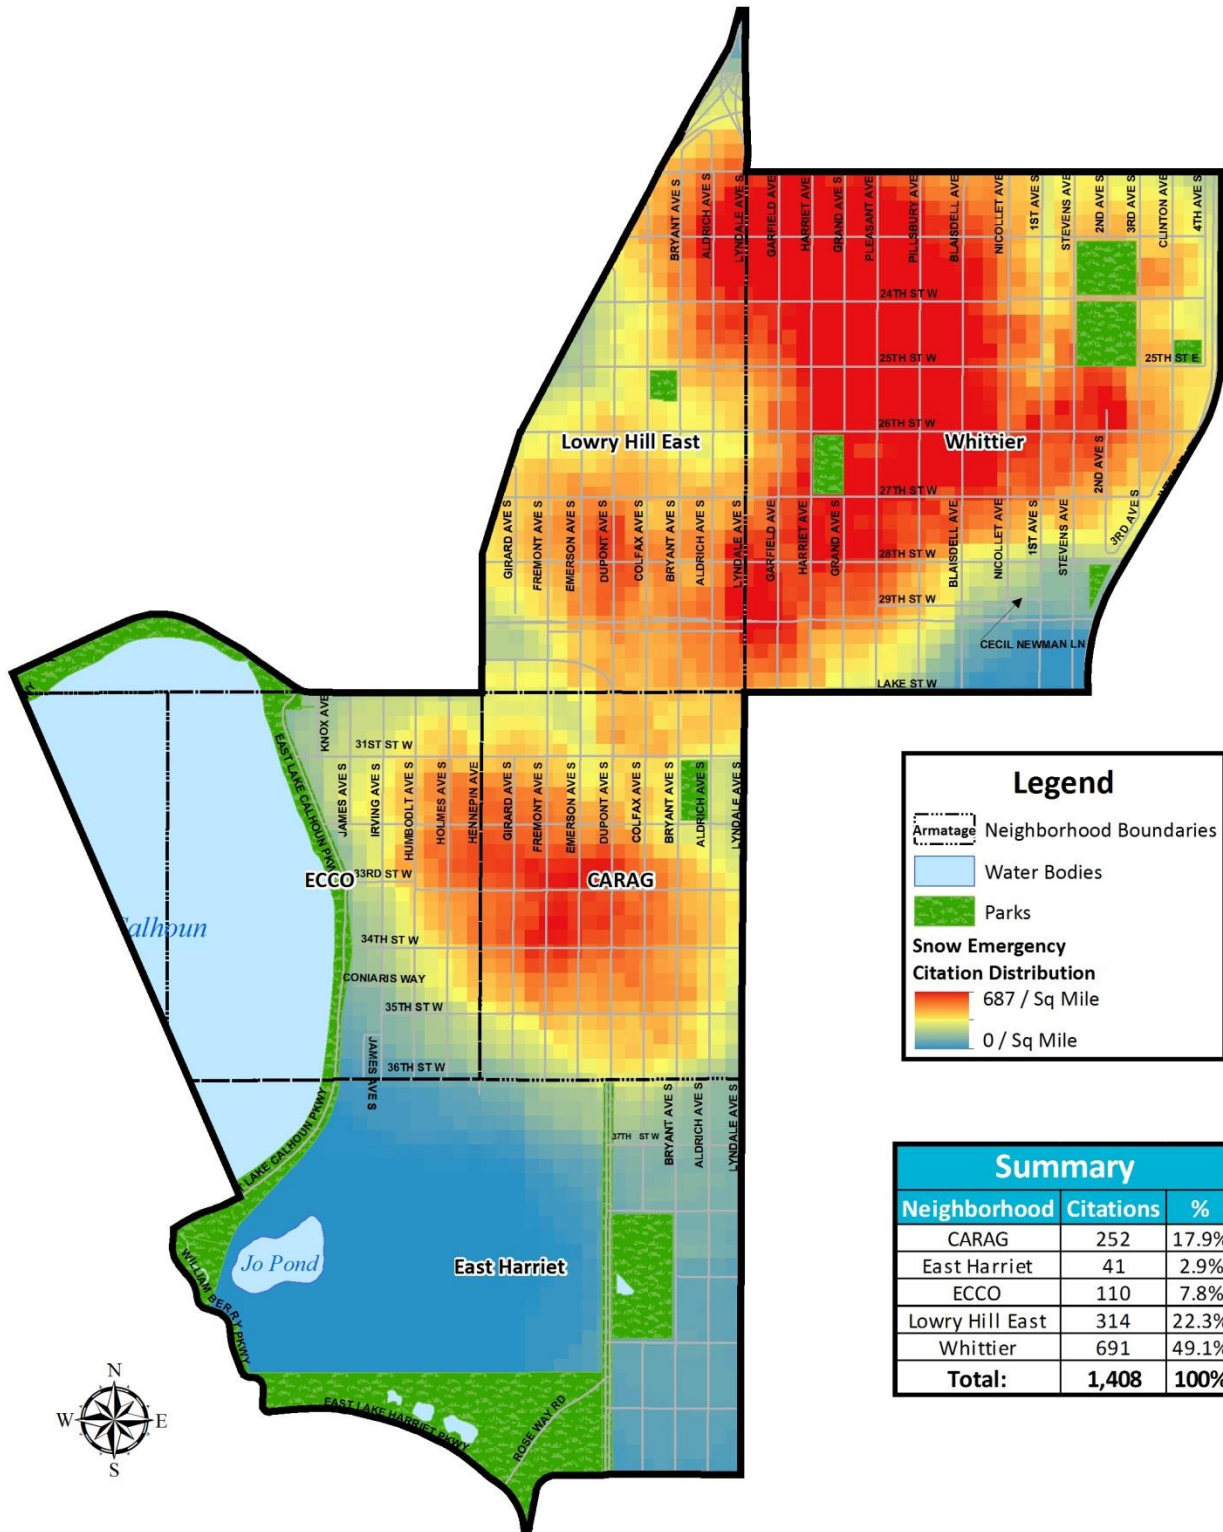 BRYANT AVE S
ALDRICH AVE S
LYNDALE AVE S
GARFIELD AVE
HARRIET AVE
GRAND AVE S
PLEASANT AVE
PILLSBURY AVE
BLAISDELL AVE
NICOLLET AVE
1ST AVE S
STEVENS AVE
2ND AVE S
3RD AVE S
CLINTON AVE
4TH AVE S
24TH ST W
25TH ST W
25TH ST E
26TH ST W
Lowry Hill East
Whittier
27TH ST W
2ND AVE S
3RD AVE S
GIRARD AVE S
FREMONT AVE S
EMERSON AVE S
DUPONT AVE S
COLFAX AVE S
BRYANT AVE S
ALDRICH AVE S
LYNDALE AVE S
GARFIELD AVE
HARRIET AVE
GRAND AVE S
28TH ST W
BLAISDELL AVE
NICOLLET AVE
1ST AVE S
STEVENS AVE
29TH ST W
CECIL NEWMAN LN
LAKE ST W
KNOX AVE
31ST ST W
EAST LAKE CALHOUN PKWY
JAMES AVE S
IRVING AVE S
HUMBODLT AVE S
HOLMES AVE S
HENNEPIN AVE
GIRARD AVE S
FREMONT AVE S
EMERSON AVE S
DUPONT AVE S
COLFAX AVE S
BRYANT AVE S
ALDRICH AVE S
LYNDALE AVE S
33RD ST W
ECCO
CARAG
alhoun
34TH ST W
CONIARIS WAY
35TH ST W
JAMES AVE S
36TH ST W
LAKE CALHOUN PKWY
BRYANT AVE S
ALDRICH AVE S
LYNDALE AVE S
37TH ST W
Jo Pond
East Harriet
WILLIAM BERRY PKWY
EAST LAKE HARRIET PKWY
ROSE WAY RD
N
W
E
S
Legend
Armatage Neighborhood Boundaries
Water Bodies
Parks
Snow Emergency
Citation Distribution
687 / Sq Mile
0 / Sq Mile
Summary
Neighborhood Citations %
CARAG 252 17.9%
East Harriet 41 2.9%
ECCO 110 7.8%
Lowry Hill East 314 22.3%
Whittier 691 49.1%
Total: 1,408 100%